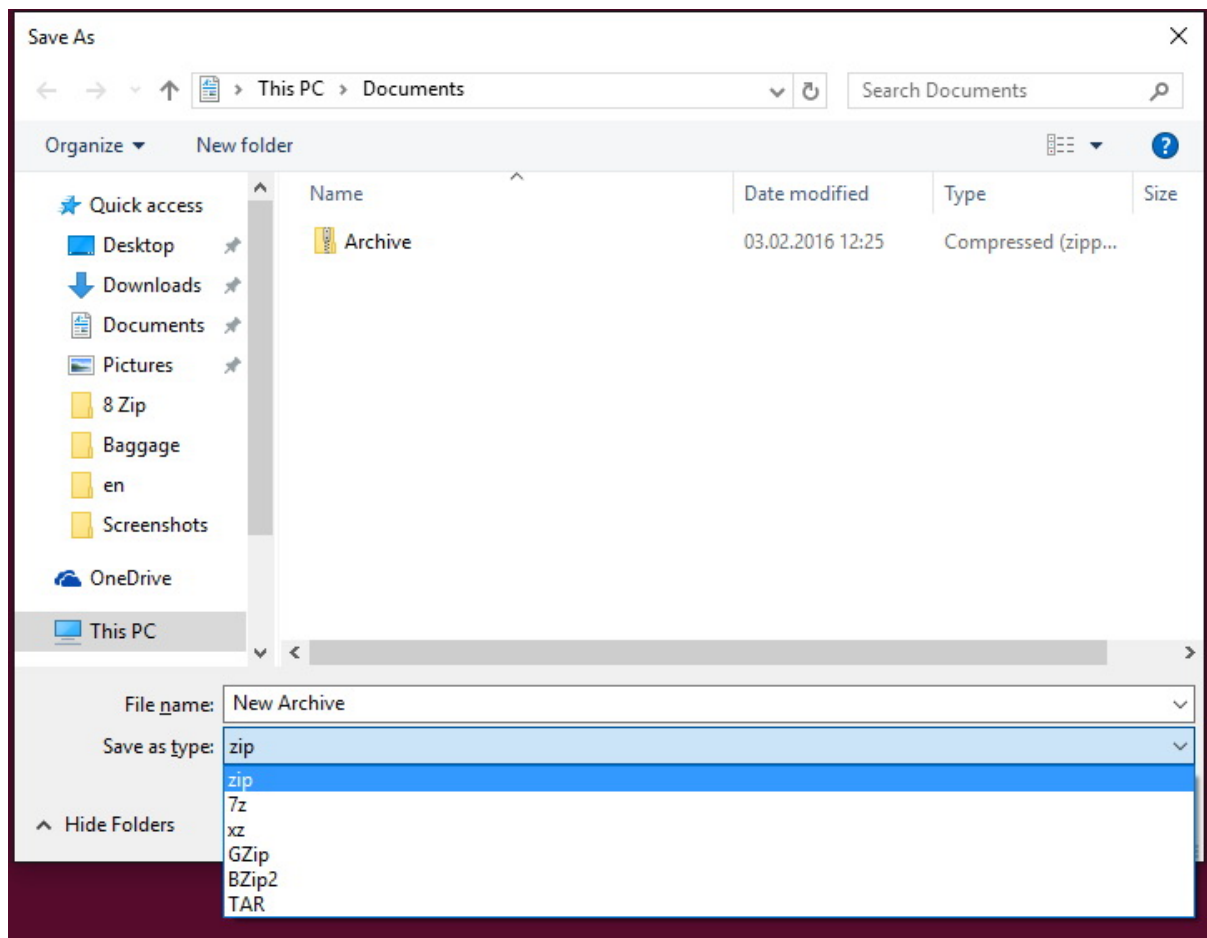 Save As
This PC > Documents
Search Documents
Organize
New folder
Name
Date modified
Type
Size
Quick access
Desktop
Downloads
Documents
Pictures
8 Zip
Baggage
en
Screenshots
OneDrive
This PC
Archive
03.02.2016 12:25
Compressed (zipp...
File name: New Archive
Save as type: zip
zip
7z
xz
GZip
BZip2
TAR
Hide Folders